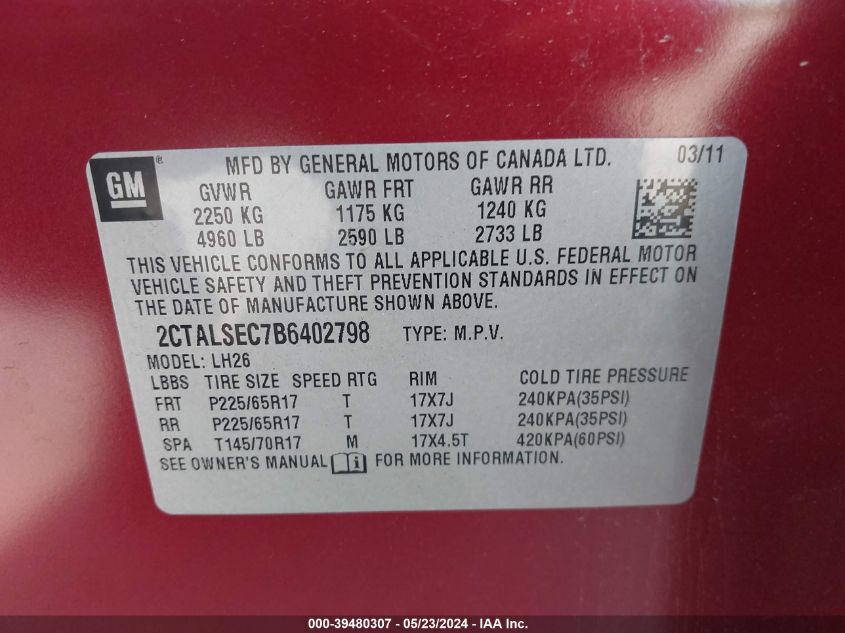 GM ® MFD BY GENERAL MOTORS OF CANADA LTD. 03/11
GVWR GAWR FRT GAWR RR
2250 KG 1175 KG 1240 KG
4960 LB 2590 LB 2733 LB
THIS VEHICLE CONFORMS TO ALL APPLICABLE U.S. FEDERAL MOTOR
VEHICLE SAFETY AND THEFT PREVENTION STANDARDS IN EFFECT ON
THE DATE OF MANUFACTURE SHOWN ABOVE.
2CTALSEC7B6402798 TYPE: M.P.V.
MODEL: LH26
LBBS TIRE SIZE SPEED RTG RIM COLD TIRE PRESSURE
FRT P225/65R17 T 17X7J 240KPA(35PSI)
RR P225/65R17 T 17X7J 240KPA(35PSI)
SPA T145/70R17 M 17X4.5T 420KPA(60PSI)
SEE OWNER'S MANUAL FOR MORE INFORMATION.
000-39480307 - 05/23/2024 - IAA Inc.